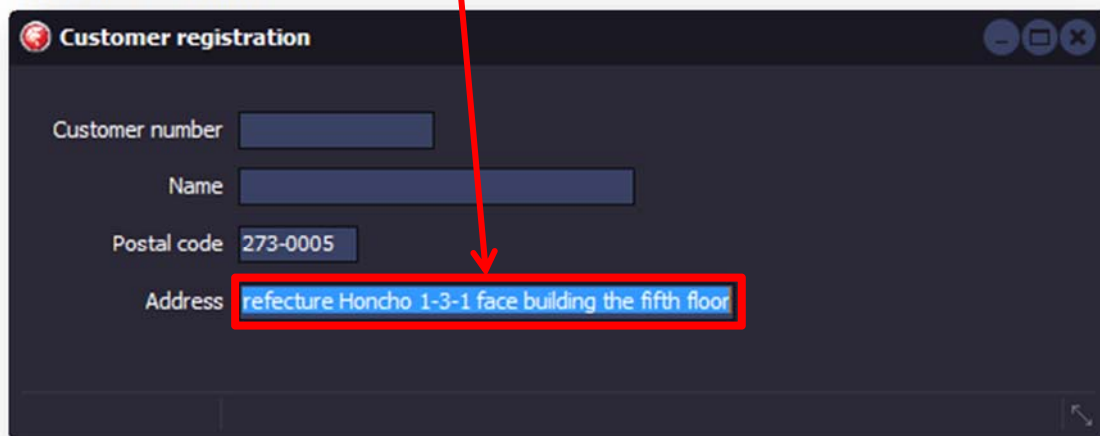 Customer registration
Customer number
Name
Postal code 273-0005
Address refecture Honcho 1-3-1 face building the fifth floor